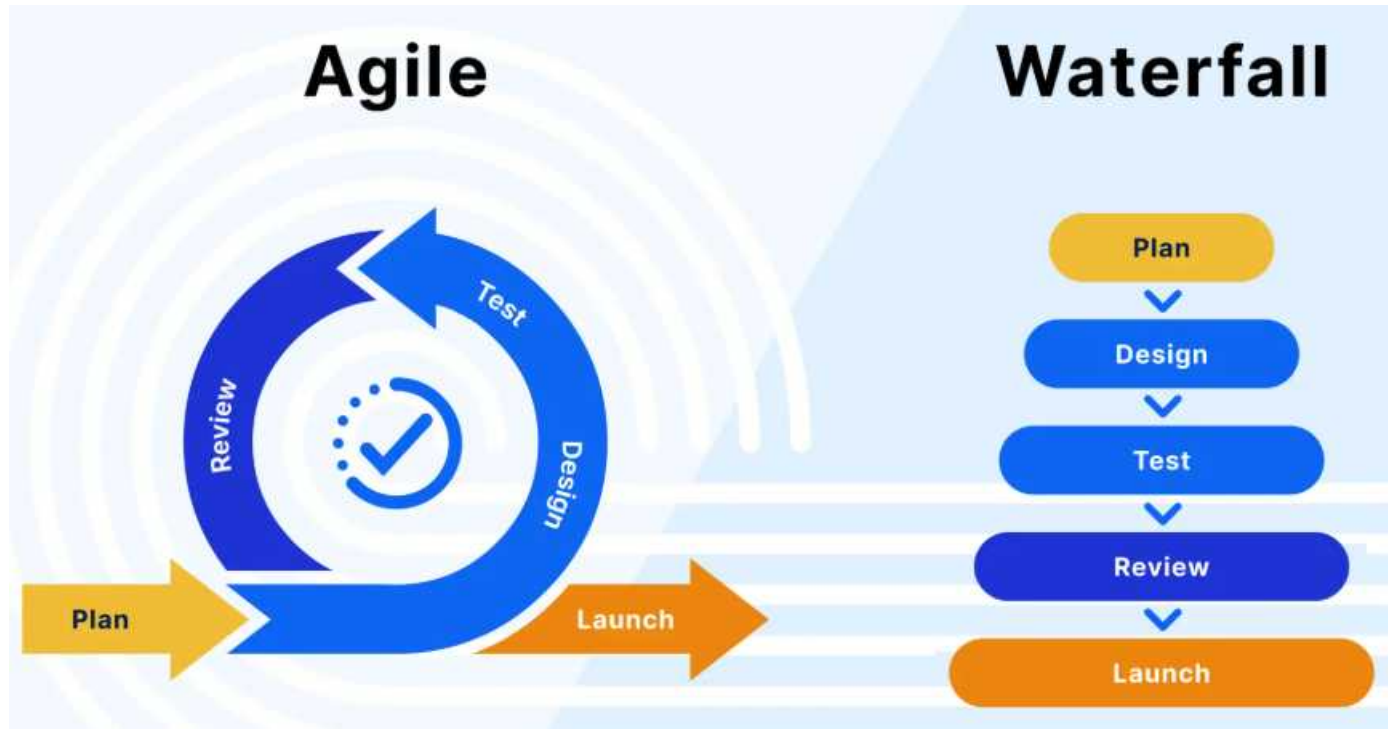 Agile
Test
Review
Design
Plan
Launch
Waterfall
Plan
Design
Test
Review
Launch